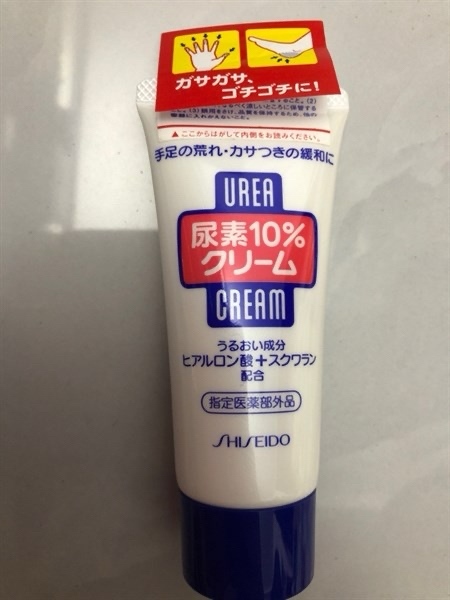 ガサガサ、
ゴチゴチに!
▲ここからはがして内側をお読みください。
手足の荒れ・カサつきの緩和に
UREA
尿素10%
クリーム
CREAM
うるおい成分
ヒアルロン酸+スクワラン
配合
指定医薬部外品
SHISEIDO